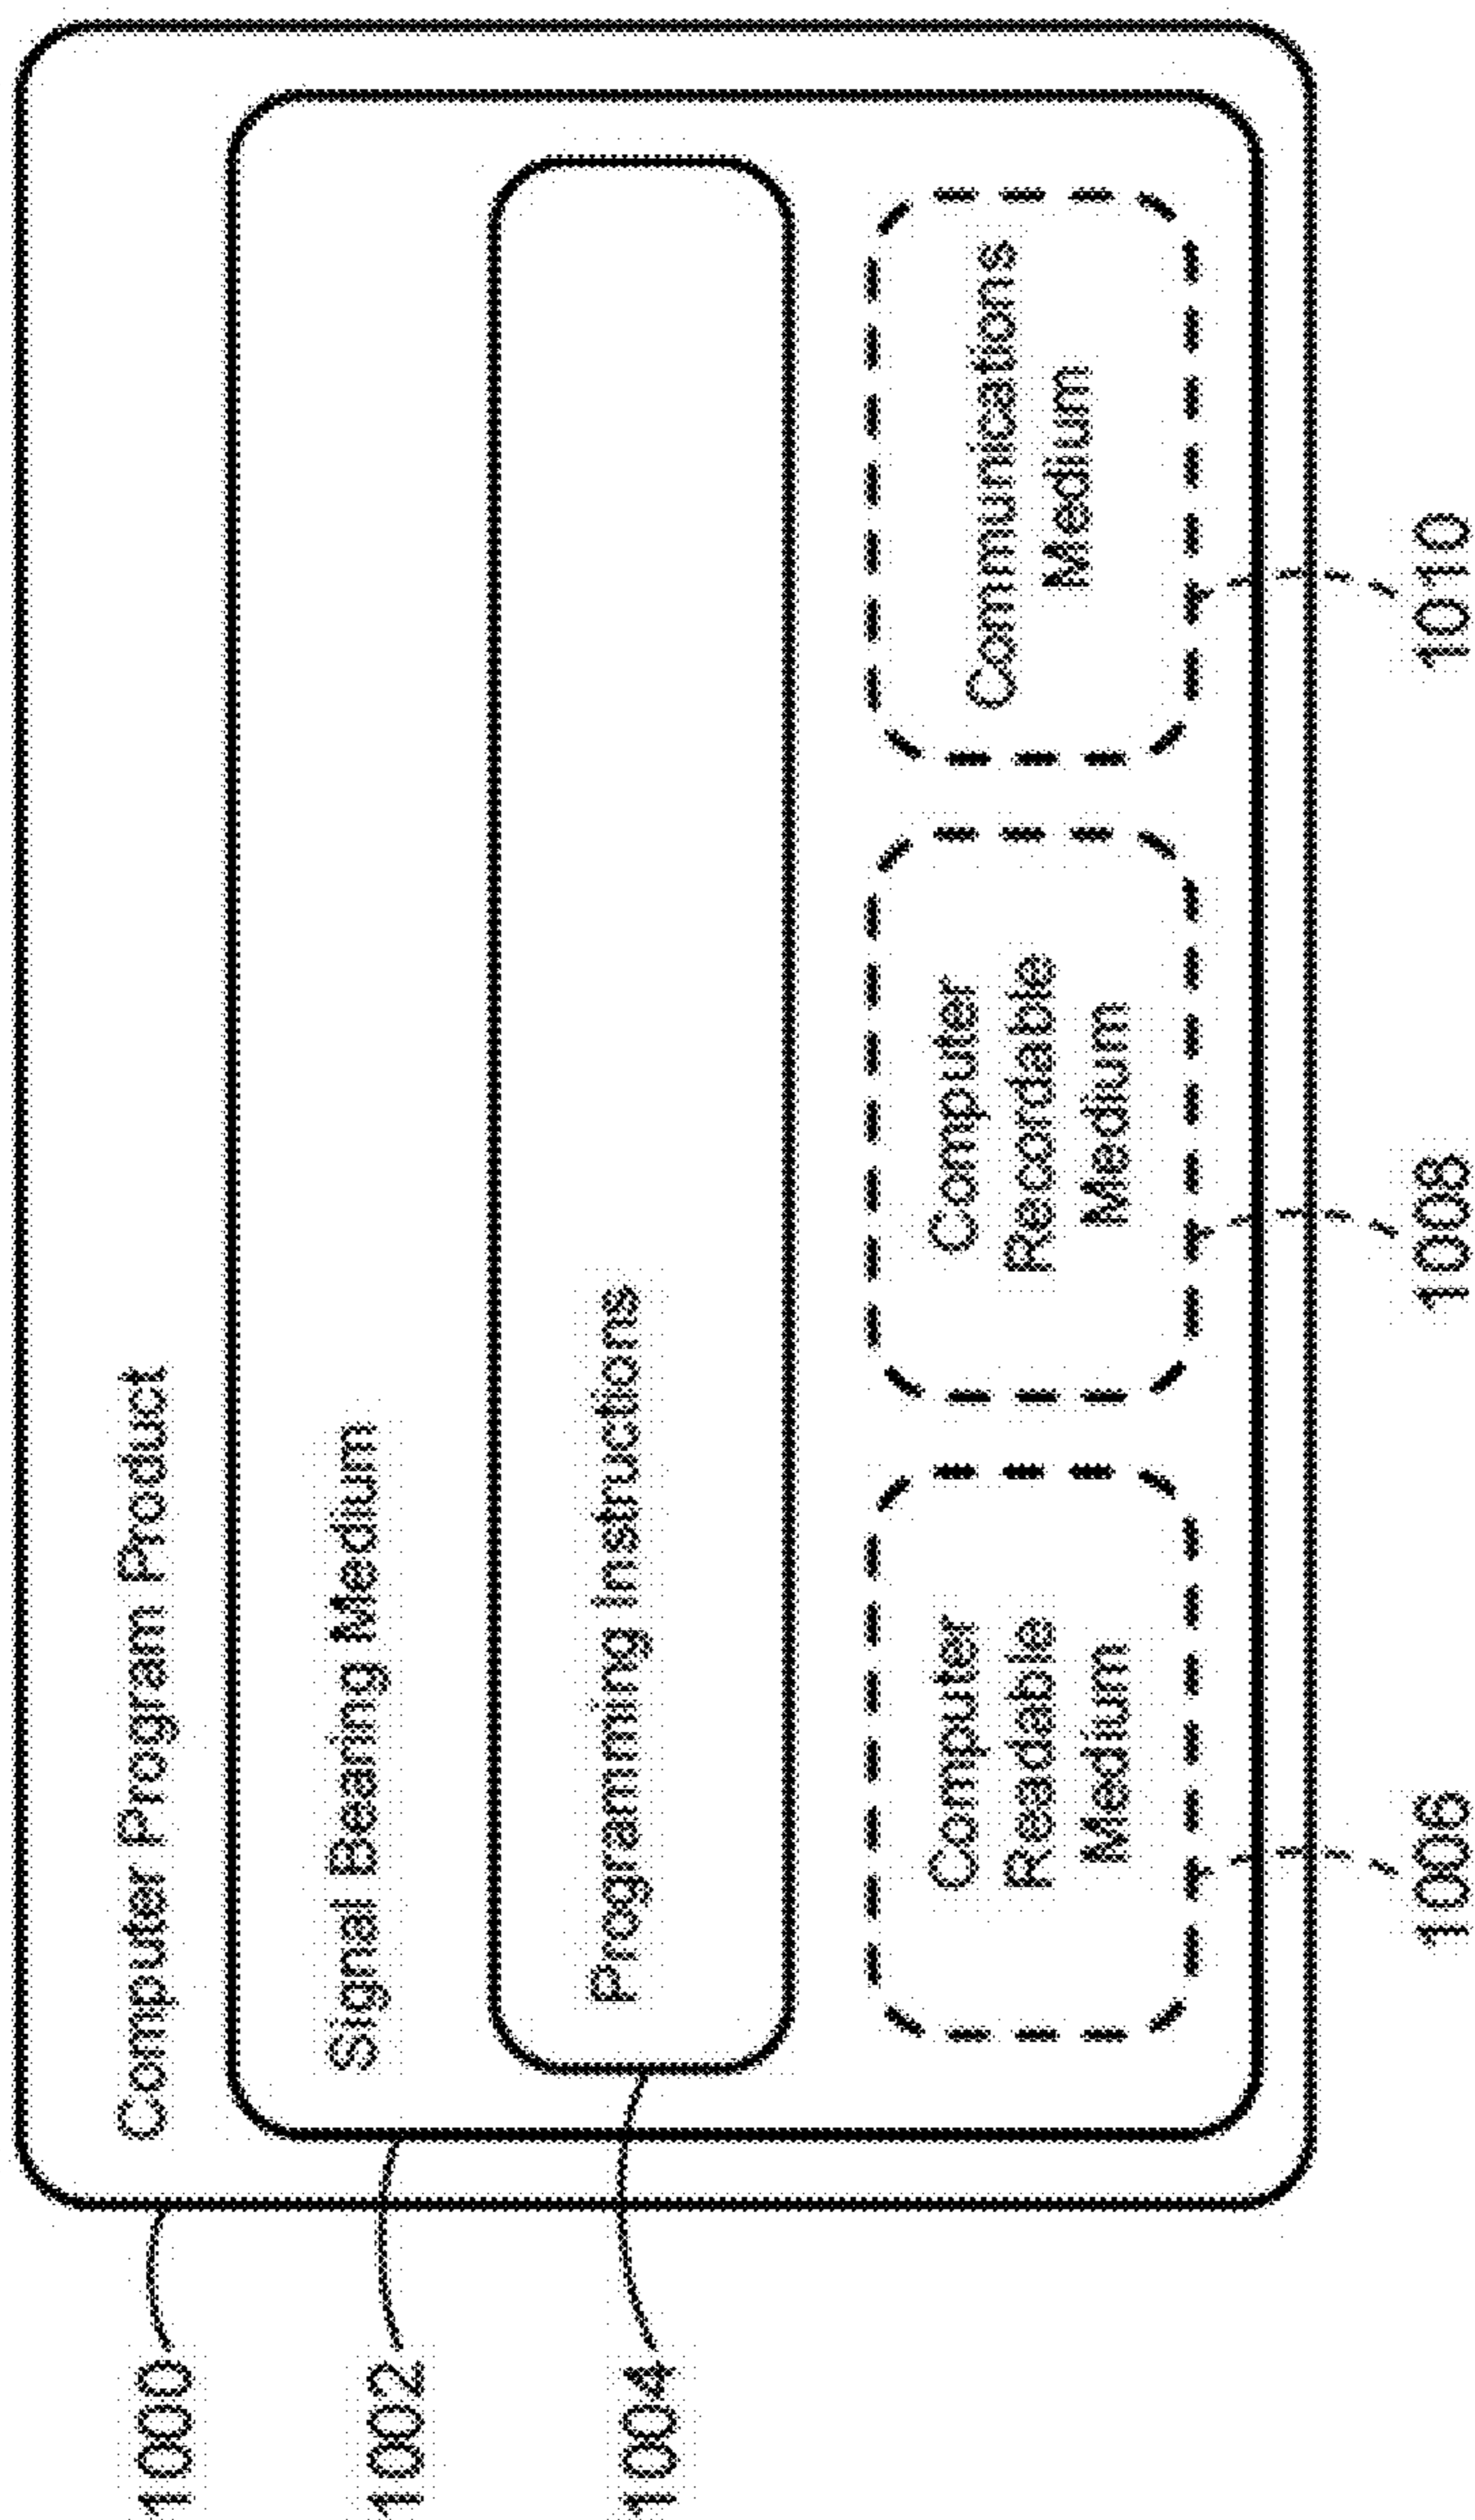 Computer Program Product
1000
Signal Bearing Medium
1002
Programming Instructions
1004
Computer
Readable
Medium
Computer
Recordable
Medium
Communications
Medium
1006
1008
1010